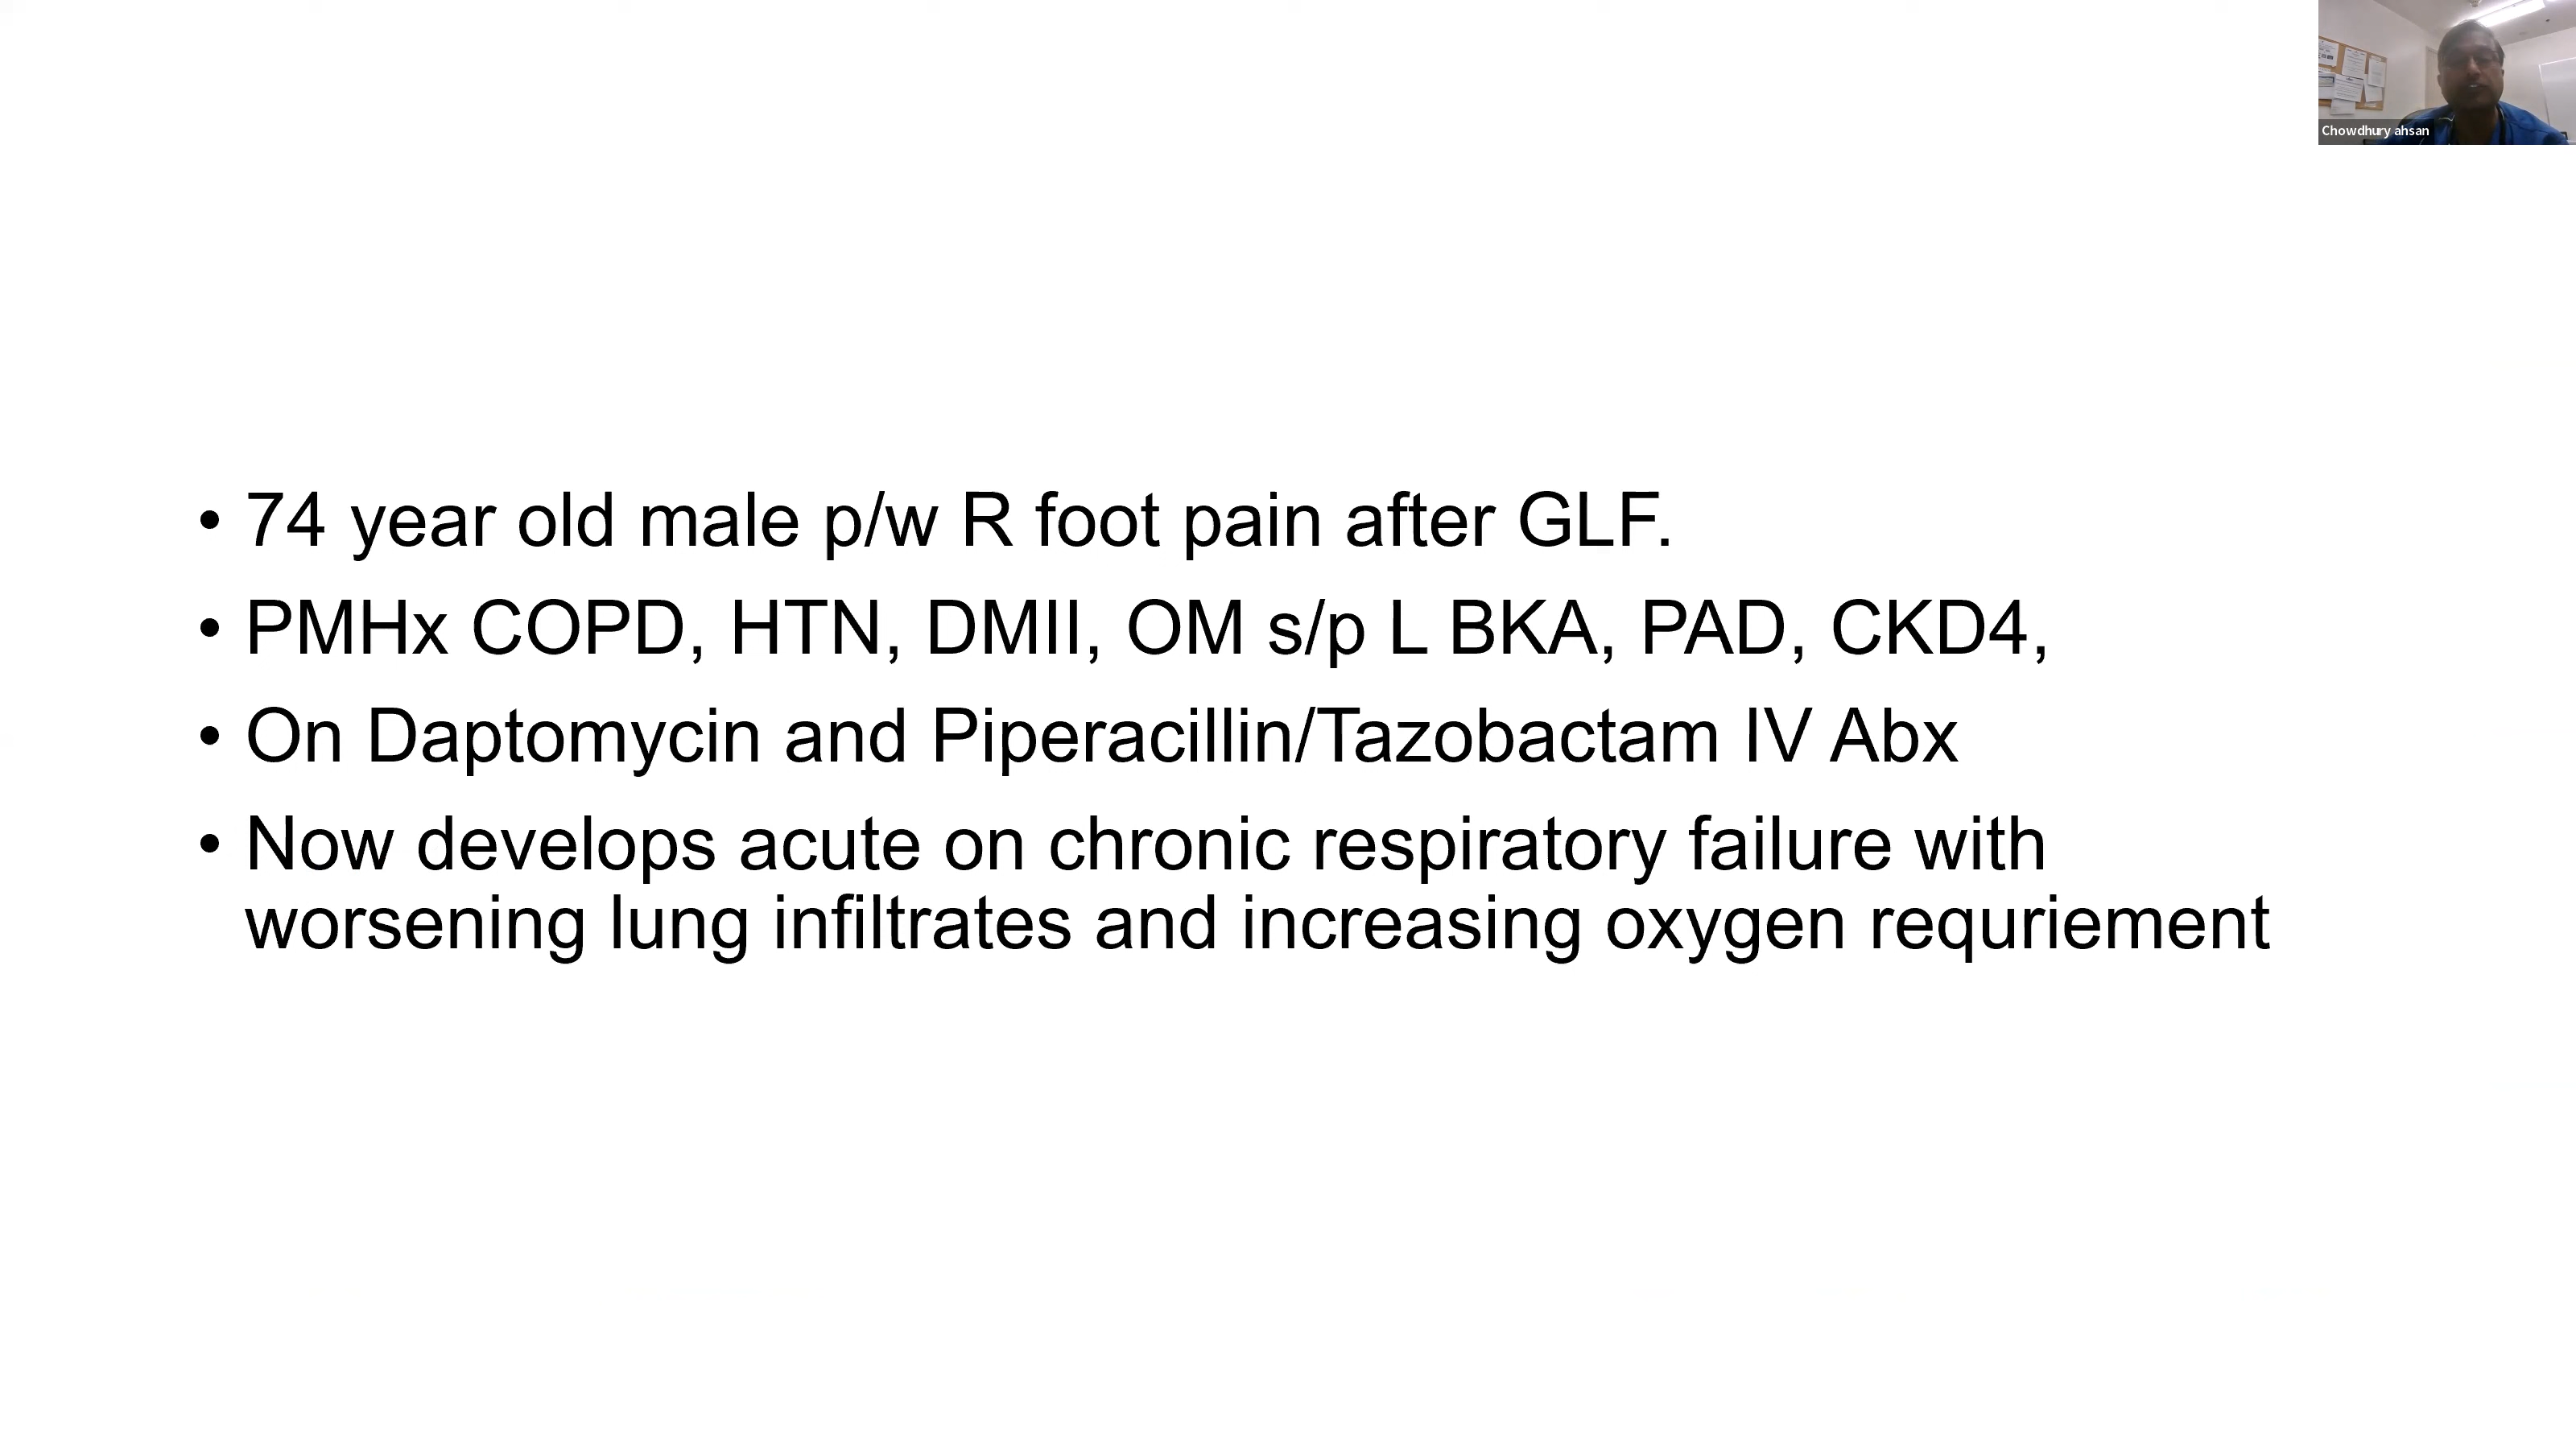 Chowdhury ahsan
• 74 year old male p/w R foot pain after GLF.
• PMHx COPD, HTN, DMII, OM s/p L BKA, PAD, CKD4,
• On Daptomycin and Piperacillin/Tazobactam IV Abx
• Now develops acute on chronic respiratory failure with
worsening lung infiltrates and increasing oxygen requriement